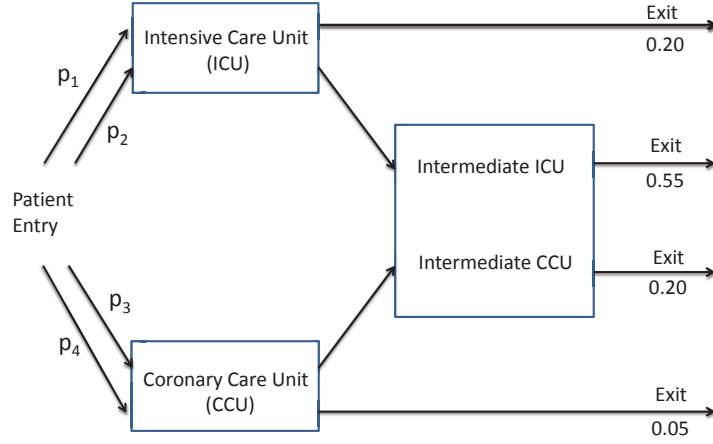 Intensive Care Unit
(ICU)
Exit
0.20
p1
p2
Intermediate ICU
Exit
0.55
Patient
Entry
Intermediate CCU
Exit
0.20
p3
p4
Coronary Care Unit
(CCU)
Exit
0.05